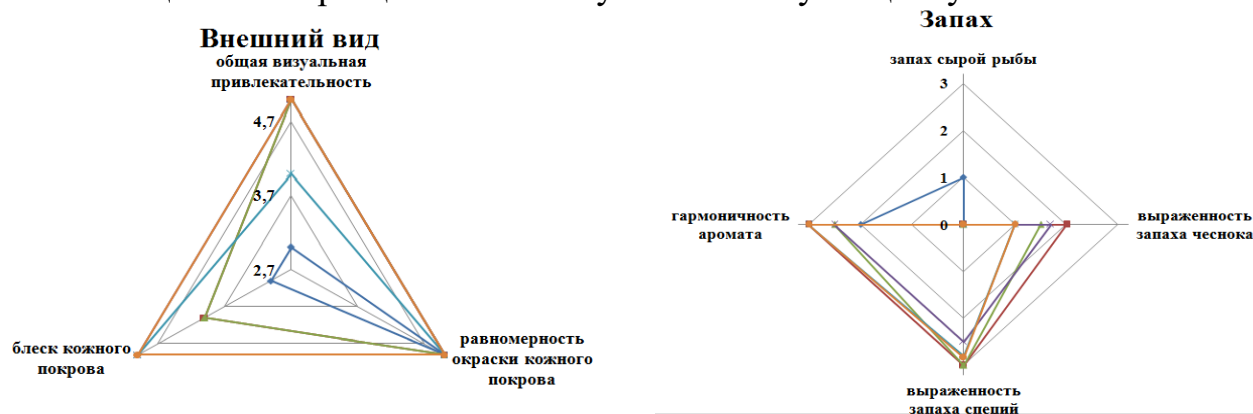 Внешний вид
общая визуальная
привлекательность
4,7
3,7
2,7
блеск кожного
покрова
равномерность
окраски кожного
покрова
Запах
запах сырой рыбы
3
2
1
0
гармоничность
аромата
выраженность
запаха чеснока
выраженность
запаха специй